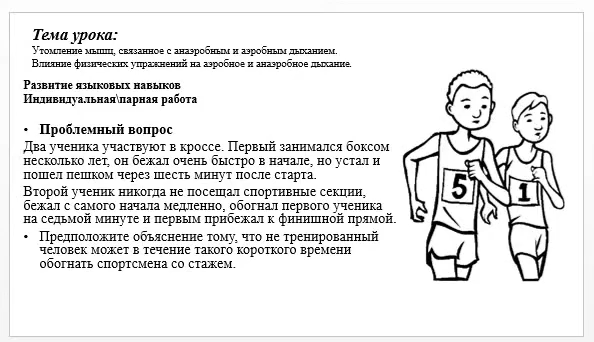 Тема урока:
Утомление мышц, связанное с анаэробным и аэробным дыханием.
Влияние физических упражнений на аэробное и анаэробное дыхание.
Развитие языковых навыков
Индивидуальная\парная работа
• Проблемный вопрос
Два ученика участвуют в кроссе. Первый занимался боксом
несколько лет, он бежал очень быстро в начале, но устал и
пошел пешком через шесть минут после старта.
Второй ученик никогда не посещал спортивные секции,
бежал с самого начала медленно, обогнал первого ученика
на седьмой минуте и первым прибежал к финишной прямой.
• Предположите объяснение тому, что не тренированный
человек может в течение такого короткого времени
обогнать спортсмена со стажем.
5
1